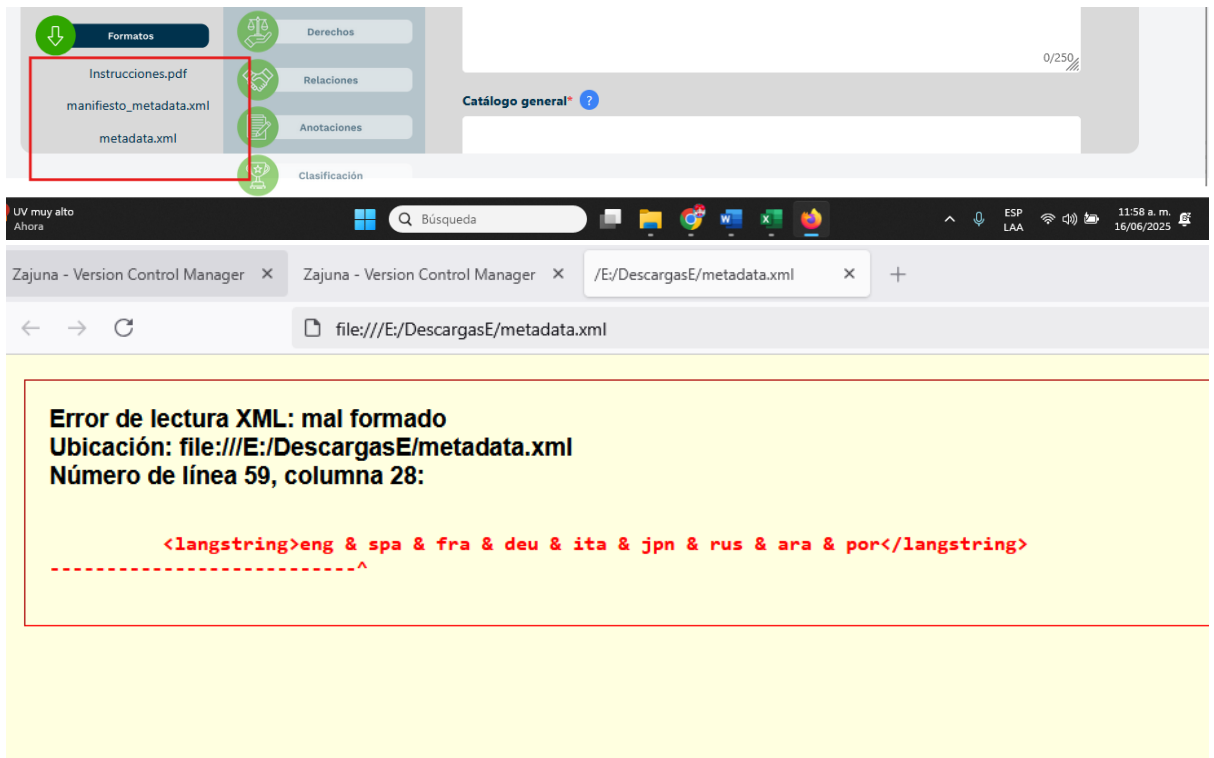 Formatos
Instrucciones.pdf
manifiesto_metadata.xml
metadata.xml
Derechos
Relaciones
Anotaciones
Clasificación
0/250
Catálogo general* ?
UV muy alto
Ahora
Búsqueda
ESP
LAA
11:58 a. m.
16/06/2025
Zajuna - Version Control Manager
Zajuna - Version Control Manager
/E:/DescargasE/metadata.xml
file:///E:/DescargasE/metadata.xml
Error de lectura XML: mal formado
Ubicación: file:///E:/DescargasE/metadata.xml
Número de línea 59, columna 28:
<langstring>eng & spa & fra & deu & ita & jpn & rus & ara & por</langstring>
---------------------------^